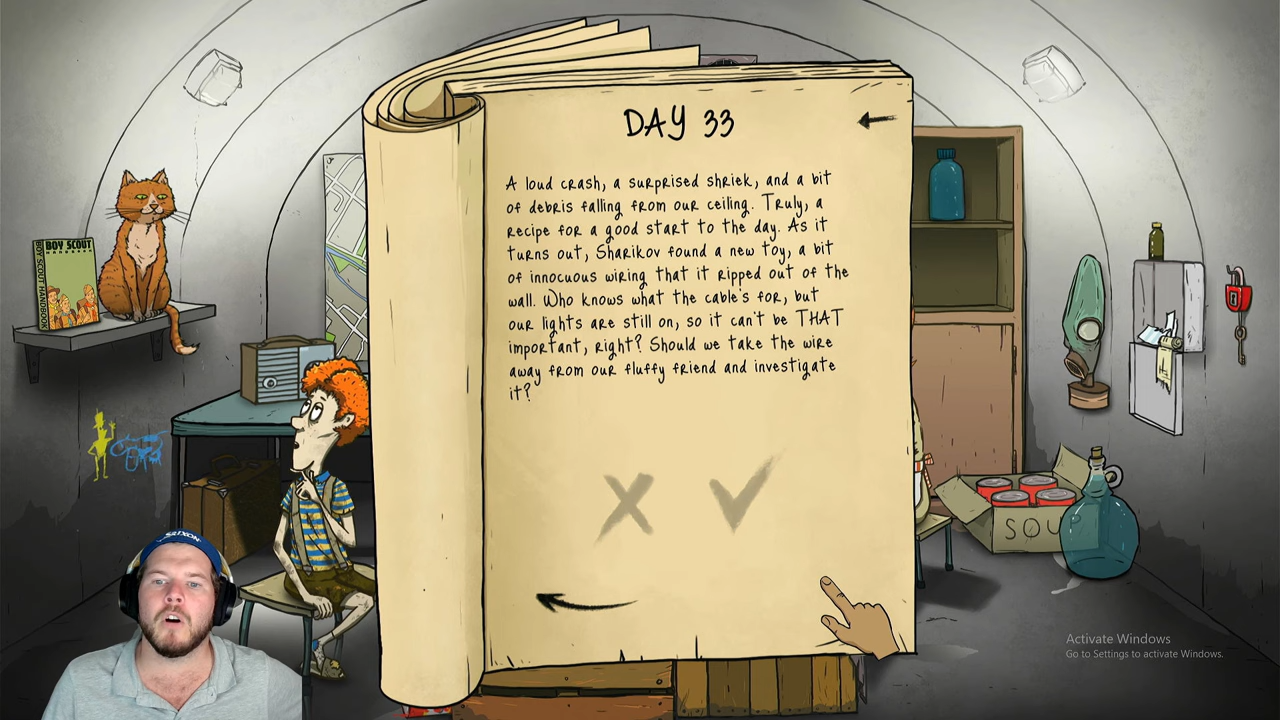 DAY 33
A loud crash, a surprised shriek, and a bit
of debris falling from our ceiling. Truly, a
recipe for a good start to the day. As it
turns out, Sharikov found a new toy, a bit
of innocuous wiring that it ripped out of the
wall. Who knows what the cable's for, but
our lights are still on, so it can't be THAT
important, right? Should we take the wire
away from our fluffy friend and investigate
it?
BOY SCOUT
HANDBOOK
BOY SCOUT HANDBOOK
SRIXON
SOUP
Activate Windows
Go to Settings to activate Windows.